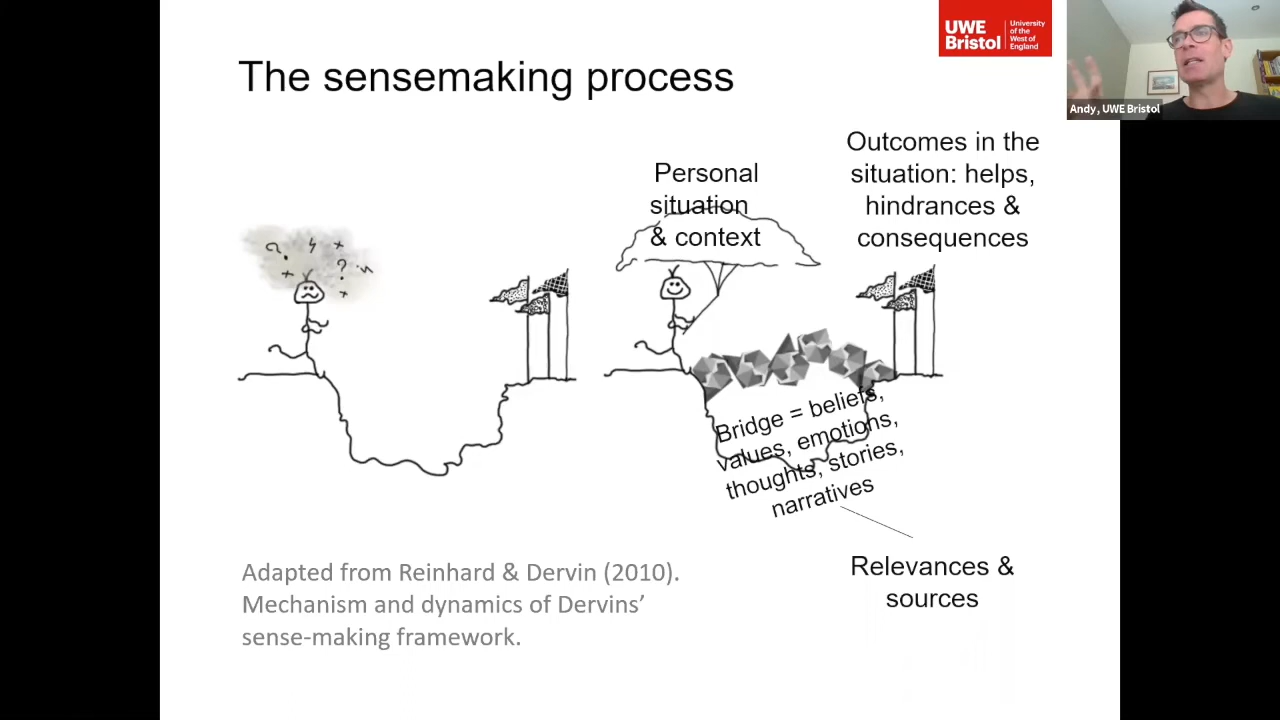 UWE
Bristol
University
of the
West of
England
Andy, UWE Bristol
The sensemaking process
Personal
situation
& context
Outcomes in the
situation: helps,
hindrances &
consequences
Bridge = beliefs,
values, emotions,
thoughts, stories,
narratives
Relevances &
sources
Adapted from Reinhard & Dervin (2010).
Mechanism and dynamics of Dervins’
sense-making framework.